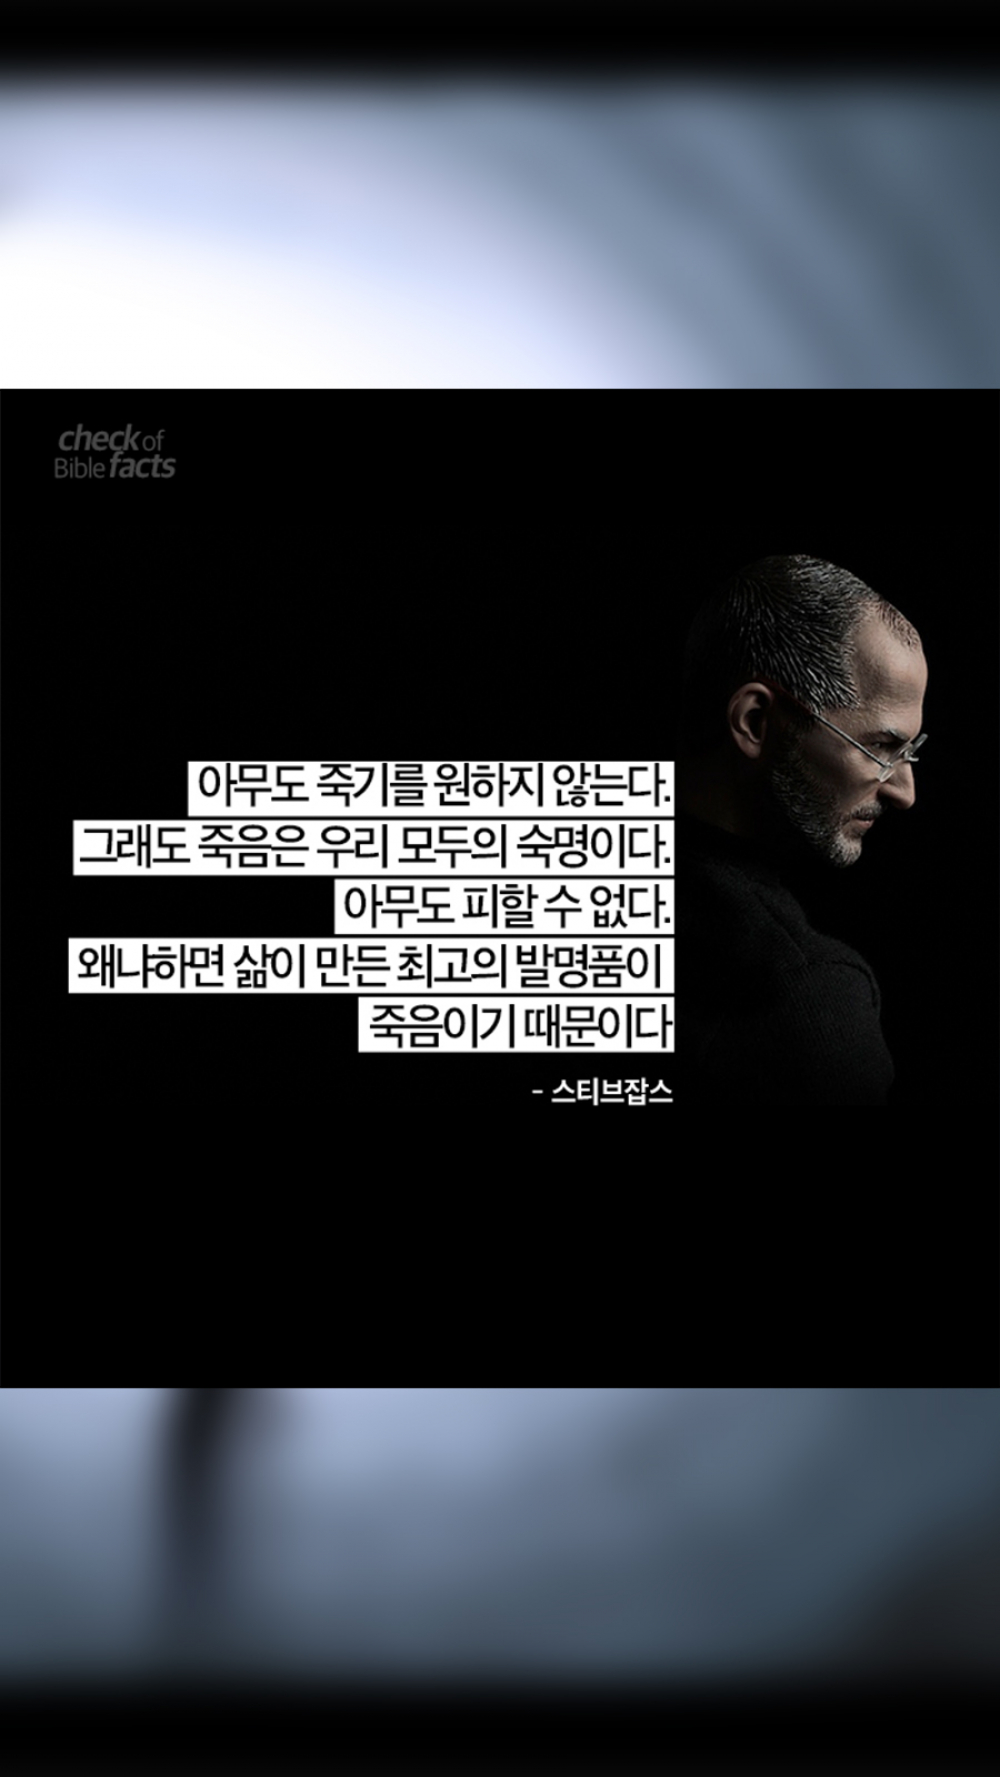 check of
Bible facts
아무도 죽기를 원하지 않는다.
그래도 죽음은 우리 모두의 숙명이다.
아무도 피할 수 없다.
왜냐하면 삶이 만든 최고의 발명품이
죽음이기 때문이다
- 스티브잡스